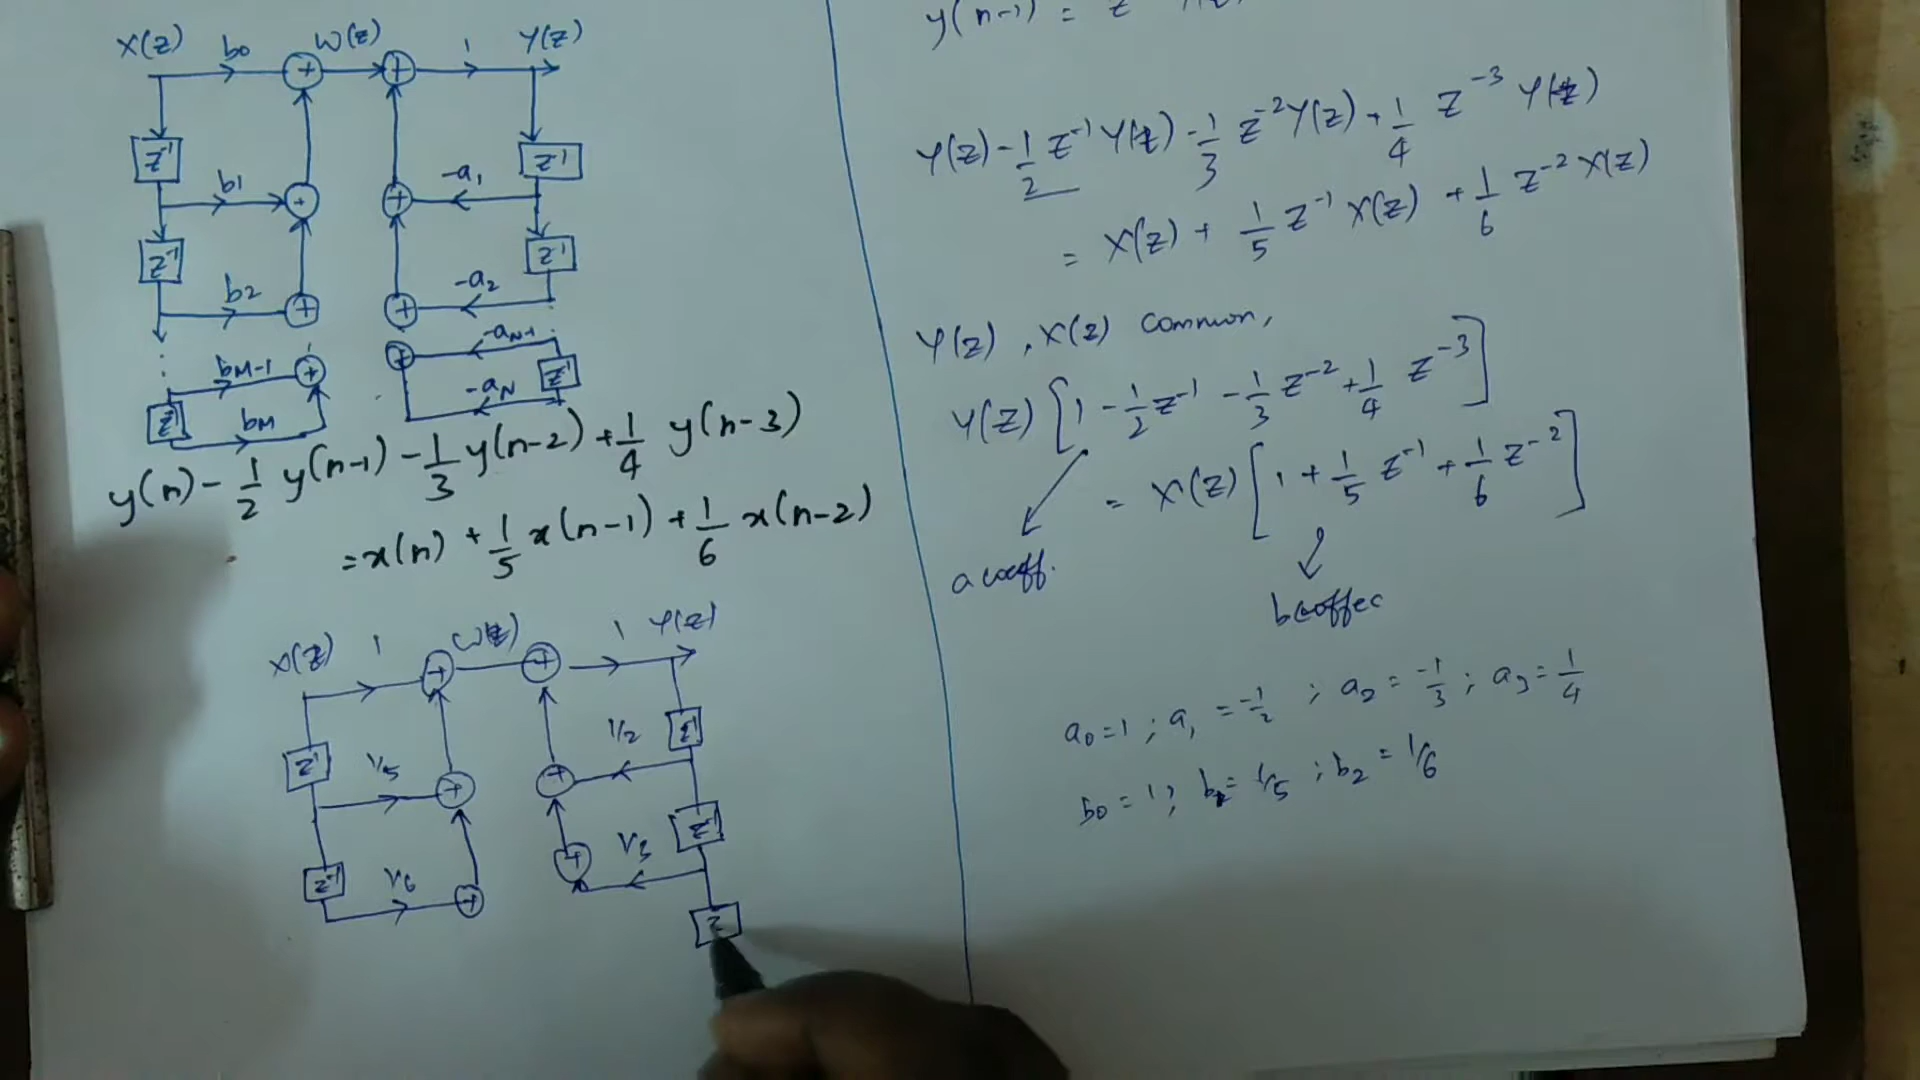 X(z) b0 W(z) 1 Y(z)
z⁻¹ z⁻¹
b1 -a1
z⁻¹ z⁻¹
b2 -a2
bM-1 -aN-1
z⁻¹ bM -aN z⁻¹
y(n) - 1/2 y(n-1) - 1/3 y(n-2) + 1/4 y(n-3)
= x(n) + 1/5 x(n-1) + 1/6 x(n-2)
X(z) 1 W(z) 1 Y(z)
z⁻¹ 1/5 1/2 z⁻¹
z⁻¹ 1/6 1/3 z⁻¹
z
y(n-1) = z
Y(z) - 1/2 z⁻¹ Y(z) - 1/3 z⁻² Y(z) + 1/4 z⁻³ Y(z)
= X(z) + 1/5 z⁻¹ X(z) + 1/6 z⁻² X(z)
Y(z), X(z) common,
Y(z) [1 - 1/2 z⁻¹ - 1/3 z⁻² + 1/4 z⁻³]
= X(z) [1 + 1/5 z⁻¹ + 1/6 z⁻²]
a coeff.
b coffec
a0 = 1 ; a1 = -1/2 ; a2 = -1/3 ; a3 = 1/4
b0 = 1 ; b1 = 1/5 ; b2 = 1/6